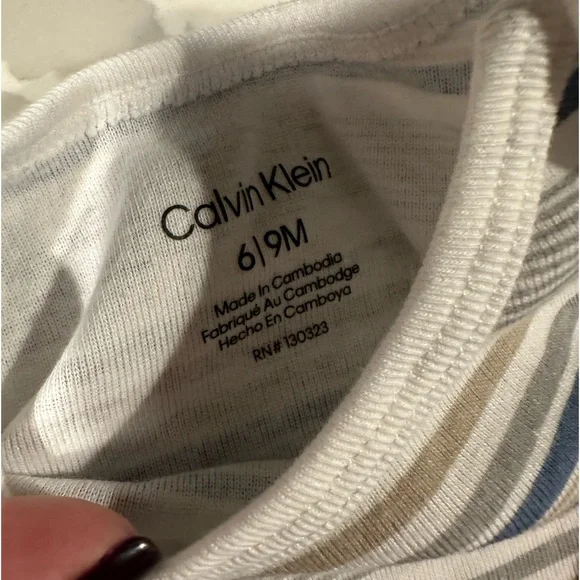 Calvin Klein
6|9M
Made In Cambodia
Fabriqué Au Cambodge
Hecho En Camboya
RN# 130323